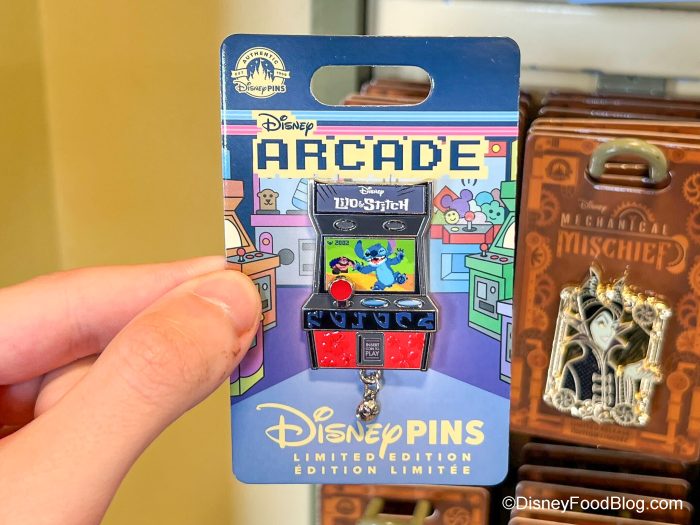 AUTHENTIC
DISNEY PINS
Disney
ARCADE
Disney
LILO & STITCH
2002
INSERT
COIN TO
PLAY
DISNEY PINS
LIMITED EDITION
ÉDITION LIMITÉE
Disney
MECHANICAL
MISCHIEF
©DisneyFoodBlog.com